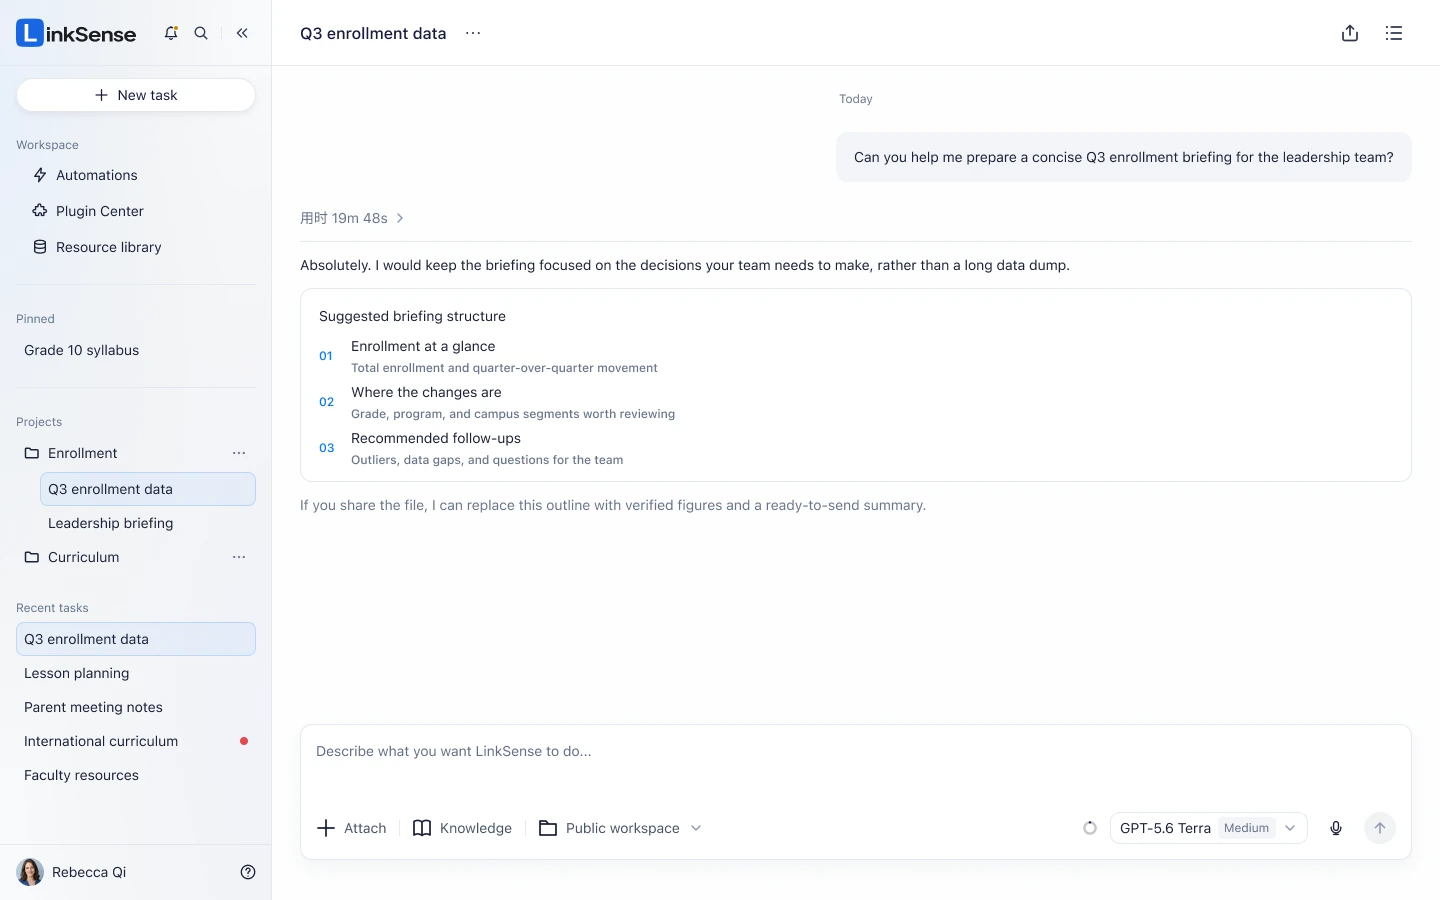 LinkSense
Q3 enrollment data
New task
Workspace
Automations
Plugin Center
Resource library
Pinned
Grade 10 syllabus
Projects
Enrollment
Q3 enrollment data
Leadership briefing
Curriculum
Recent tasks
Q3 enrollment data
Lesson planning
Parent meeting notes
International curriculum
Faculty resources
Rebecca Qi
Today
Can you help me prepare a concise Q3 enrollment briefing for the leadership team?
用时 19m 48s
Absolutely. I would keep the briefing focused on the decisions your team needs to make, rather than a long data dump.
Suggested briefing structure
01 Enrollment at a glance
Total enrollment and quarter-over-quarter movement
02 Where the changes are
Grade, program, and campus segments worth reviewing
03 Recommended follow-ups
Outliers, data gaps, and questions for the team
If you share the file, I can replace this outline with verified figures and a ready-to-send summary.
Describe what you want LinkSense to do...
Attach Knowledge Public workspace GPT-5.6 Terra Medium